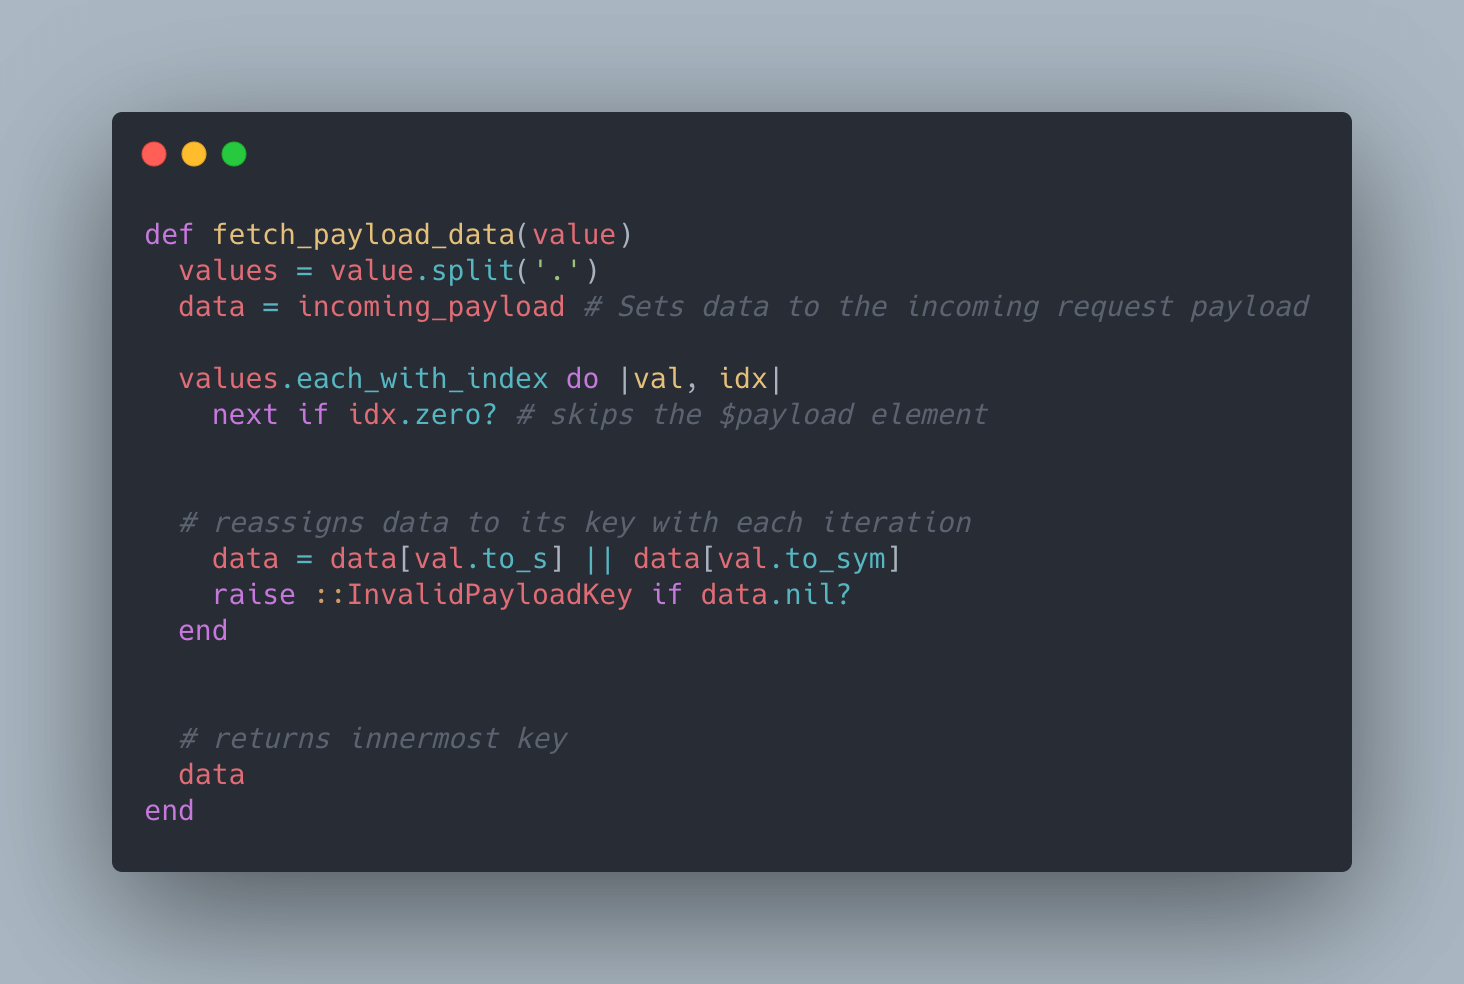 def fetch_payload_data(value)
  values = value.split('.')
  data = incoming_payload # Sets data to the incoming request payload

  values.each_with_index do |val, idx|
    next if idx.zero? # skips the $payload element


  # reassigns data to its key with each iteration
    data = data[val.to_s] || data[val.to_sym]
    raise ::InvalidPayloadKey if data.nil?
  end


  # returns innermost key
  data
end